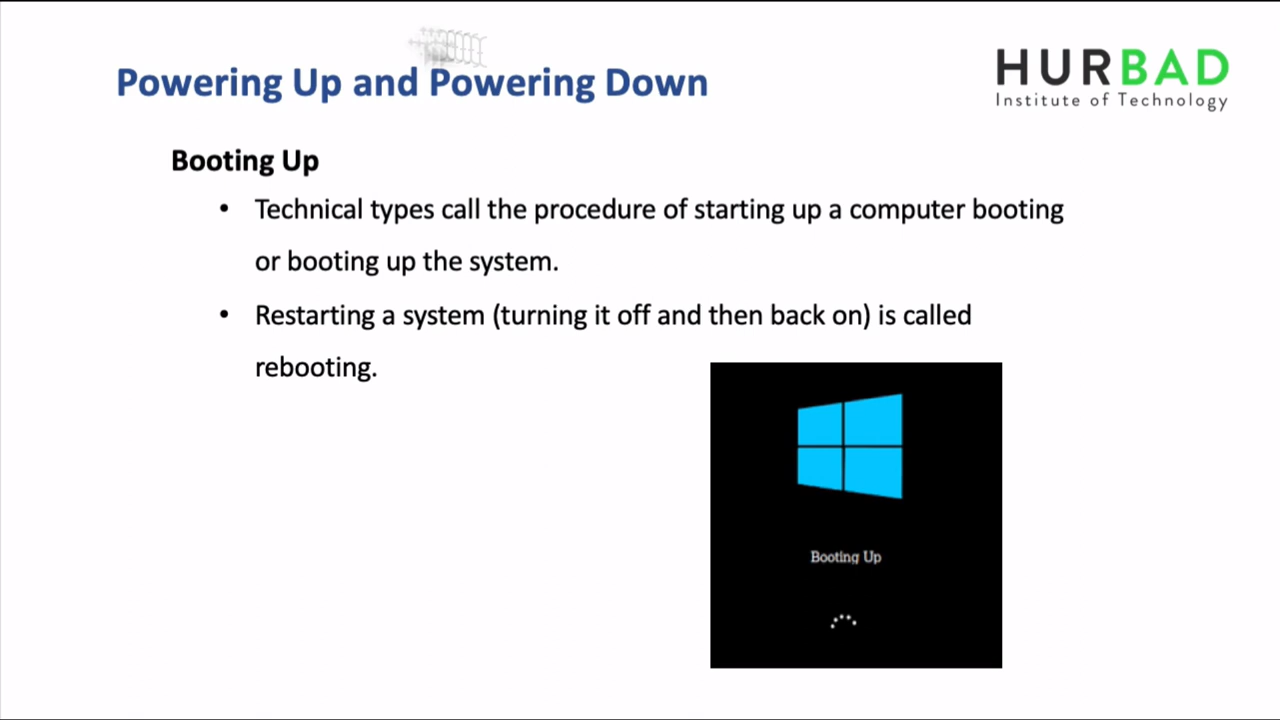 Powering Up and Powering Down
HURBAD
Institute of Technology
Booting Up
• Technical types call the procedure of starting up a computer booting
or booting up the system.
• Restarting a system (turning it off and then back on) is called
rebooting.
Booting Up